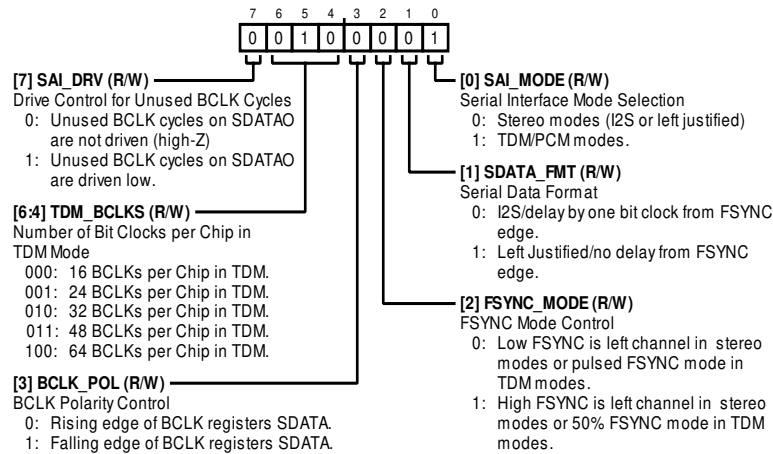 7 6 5 4 3 2 1 0
0 0 1 0 0 0 0 1
[7] SAI_DRV (R/W)
Drive Control for Unused BCLK Cycles
0: Unused BCLK cycles on SDATAO
are not driven (high-Z)
1: Unused BCLK cycles on SDATAO
are driven low.
[6:4] TDM_BCLKS (R/W)
Number of Bit Clocks per Chip in
TDM Mode
000: 16 BCLKs per Chip in TDM.
001: 24 BCLKs per Chip in TDM.
010: 32 BCLKs per Chip in TDM.
011: 48 BCLKs per Chip in TDM.
100: 64 BCLKs per Chip in TDM.
[3] BCLK_POL (R/W)
BCLK Polarity Control
0: Rising edge of BCLK registers SDATA.
1: Falling edge of BCLK registers SDATA.
[0] SAI_MODE (R/W)
Serial Interface Mode Selection
0: Stereo modes (I2S or left justified)
1: TDM/PCM modes.
[1] SDATA_FMT (R/W)
Serial Data Format
0: I2S/delay by one bit clock from FSYNC
edge.
1: Left Justified/no delay from FSYNC
edge.
[2] FSYNC_MODE (R/W)
FSYNC Mode Control
0: Low FSYNC is left channel in stereo
modes or pulsed FSYNC mode in
TDM modes.
1: High FSYNC is left channel in stereo
modes or 50% FSYNC mode in TDM
modes.